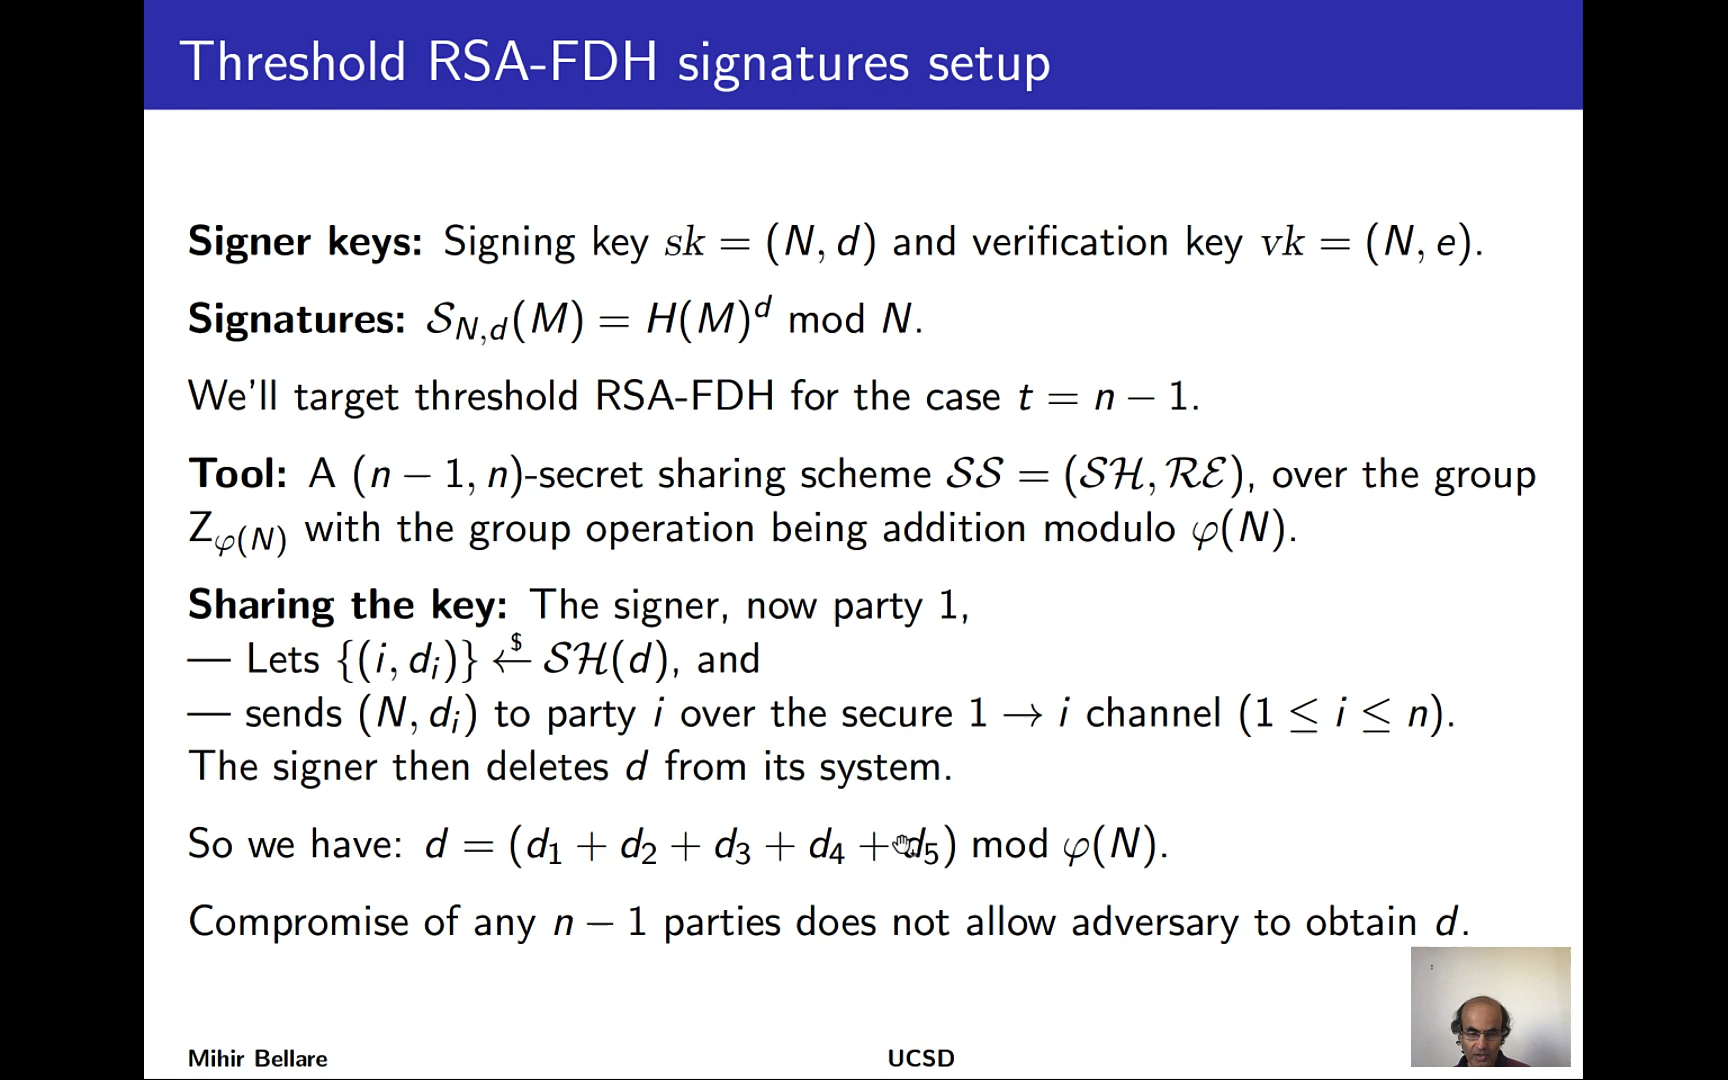 Threshold RSA-FDH signatures setup
Signer keys: Signing key sk = (N, d) and verification key vk = (N, e).
Signatures: 𝒮_{N,d}(M) = H(M)^d mod N.
We'll target threshold RSA-FDH for the case t = n − 1.
Tool: A (n − 1, n)-secret sharing scheme 𝒮𝒮 = (𝒮ℋ, ℛℰ), over the group
Z_{φ(N)} with the group operation being addition modulo φ(N).
Sharing the key: The signer, now party 1,
— Lets {(i, d_i)} ←$ 𝒮ℋ(d), and
— sends (N, d_i) to party i over the secure 1 → i channel (1 ≤ i ≤ n).
The signer then deletes d from its system.
So we have: d = (d_1 + d_2 + d_3 + d_4 + d_5) mod φ(N).
Compromise of any n − 1 parties does not allow adversary to obtain d.
Mihir Bellare
UCSD